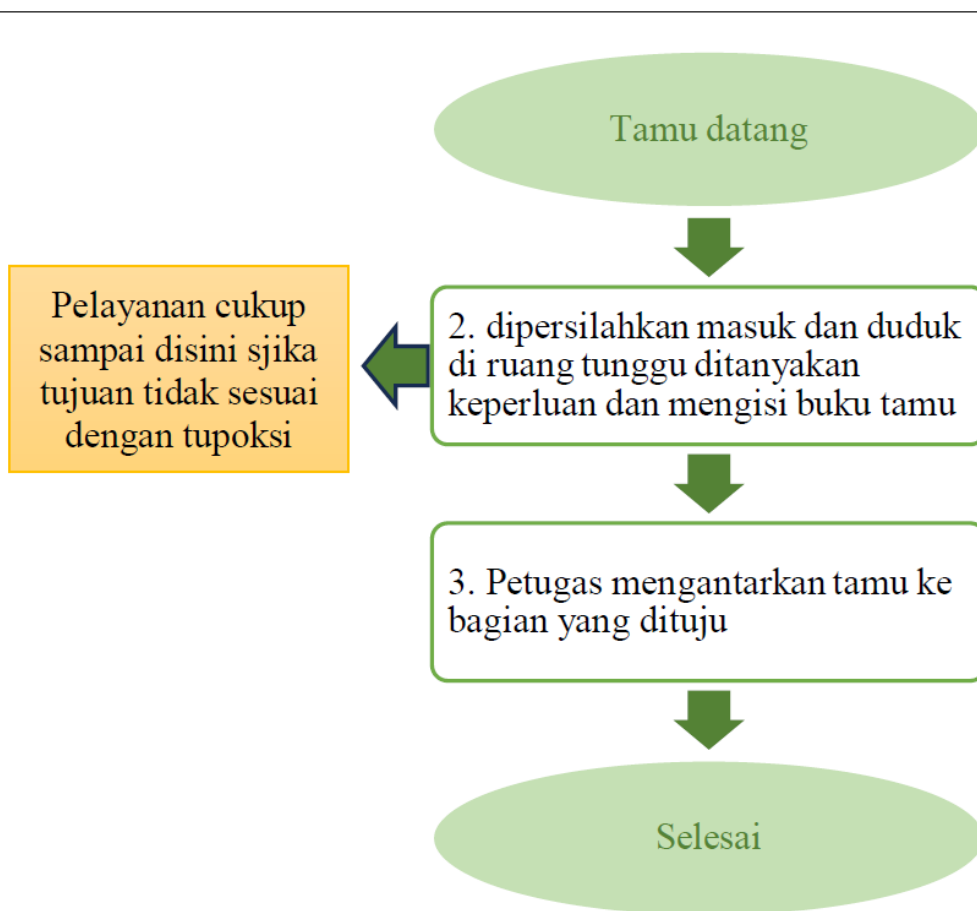 Tamu datang
2. dipersilahkan masuk dan duduk
di ruang tunggu ditanyakan
keperluan dan mengisi buku tamu
Pelayanan cukup
sampai disini sjika
tujuan tidak sesuai
dengan tupoksi
3. Petugas mengantarkan tamu ke
bagian yang dituju
Selesai